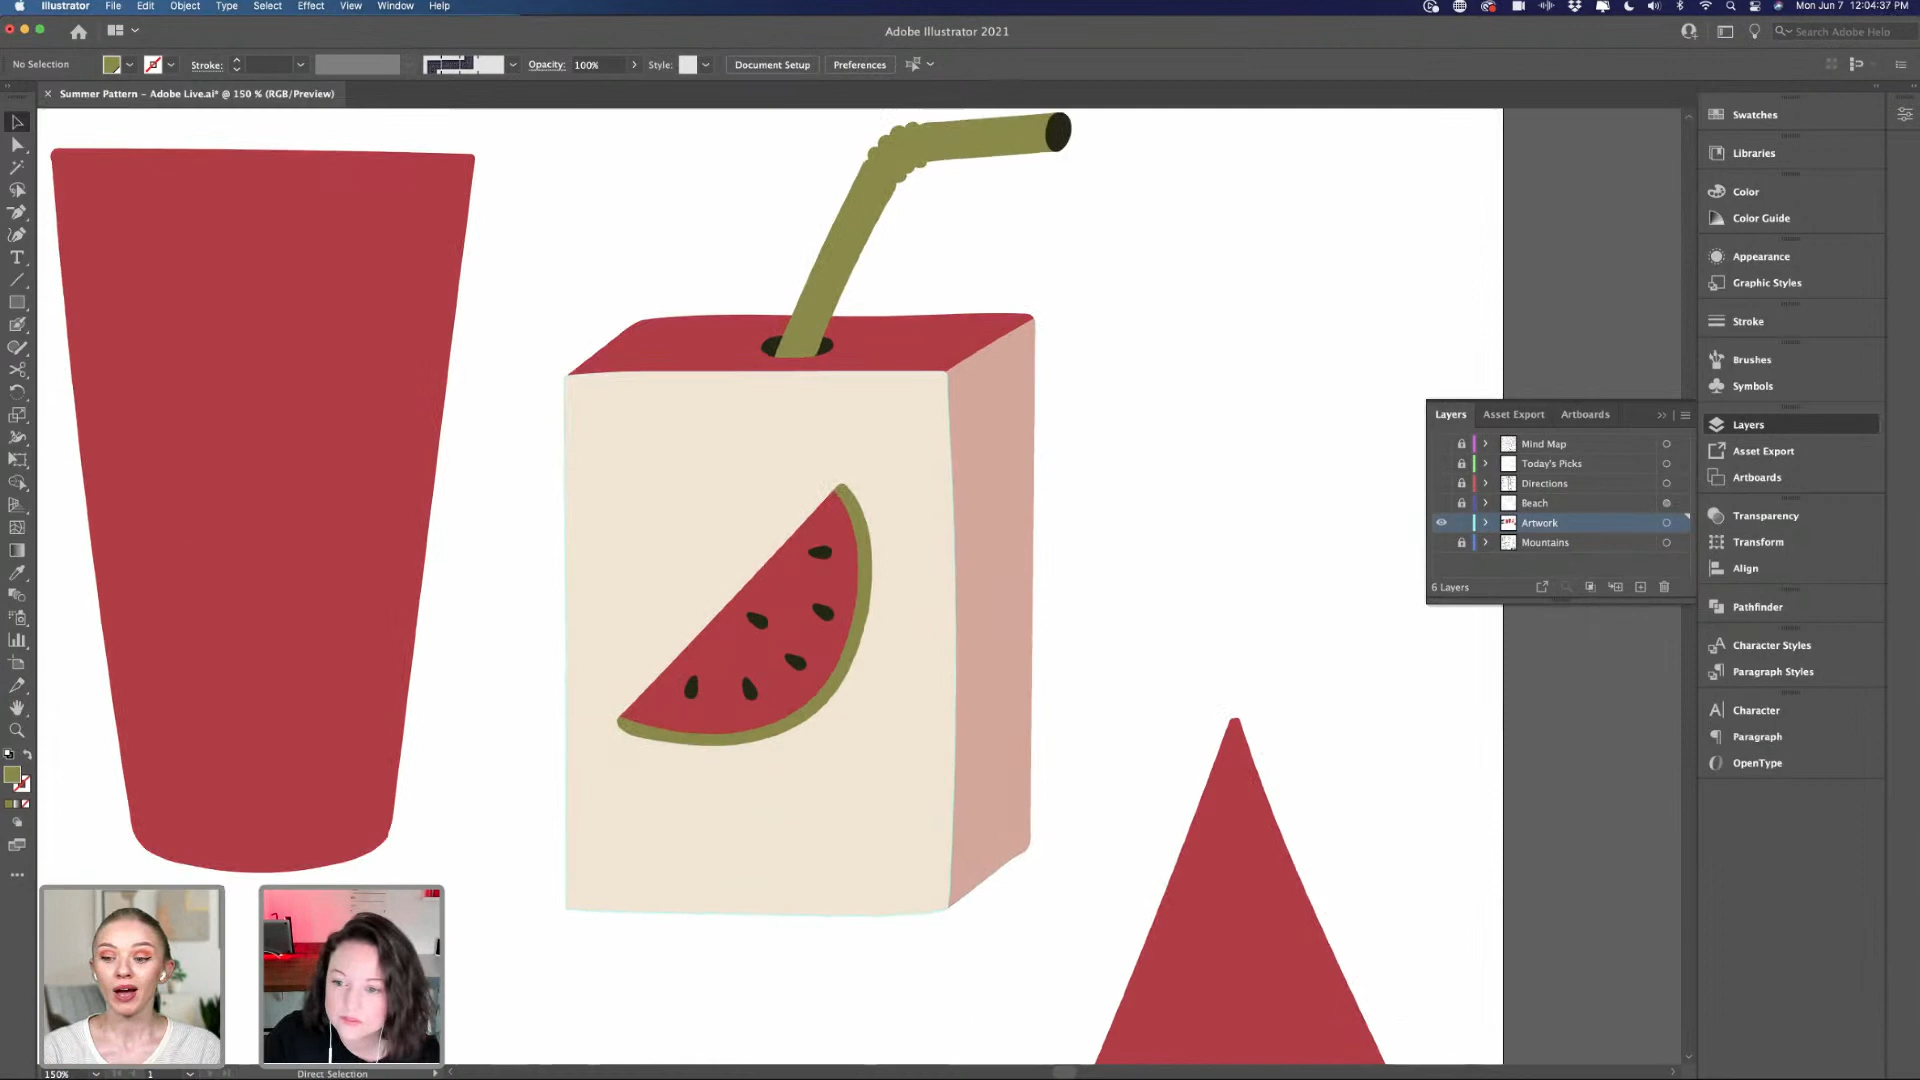 Illustrator File Edit Object Type Select Effect View Window Help
Mon Jun 7 12:04:37 PM
Adobe Illustrator 2021
Search Adobe Help
No Selection
Stroke:
Opacity: 100%
Style:
Document Setup
Preferences
Summer Pattern – Adobe Live.ai* @ 150 % (RGB/Preview)
Swatches
Libraries
Color
Color Guide
Appearance
Graphic Styles
Stroke
Brushes
Symbols
Layers
Asset Export
Artboards
Transparency
Transform
Align
Pathfinder
Character Styles
Paragraph Styles
Character
Paragraph
OpenType
Layers Asset Export Artboards
Mind Map
Today's Picks
Directions
Beach
Artwork
Mountains
6 Layers
150%
1
Direct Selection